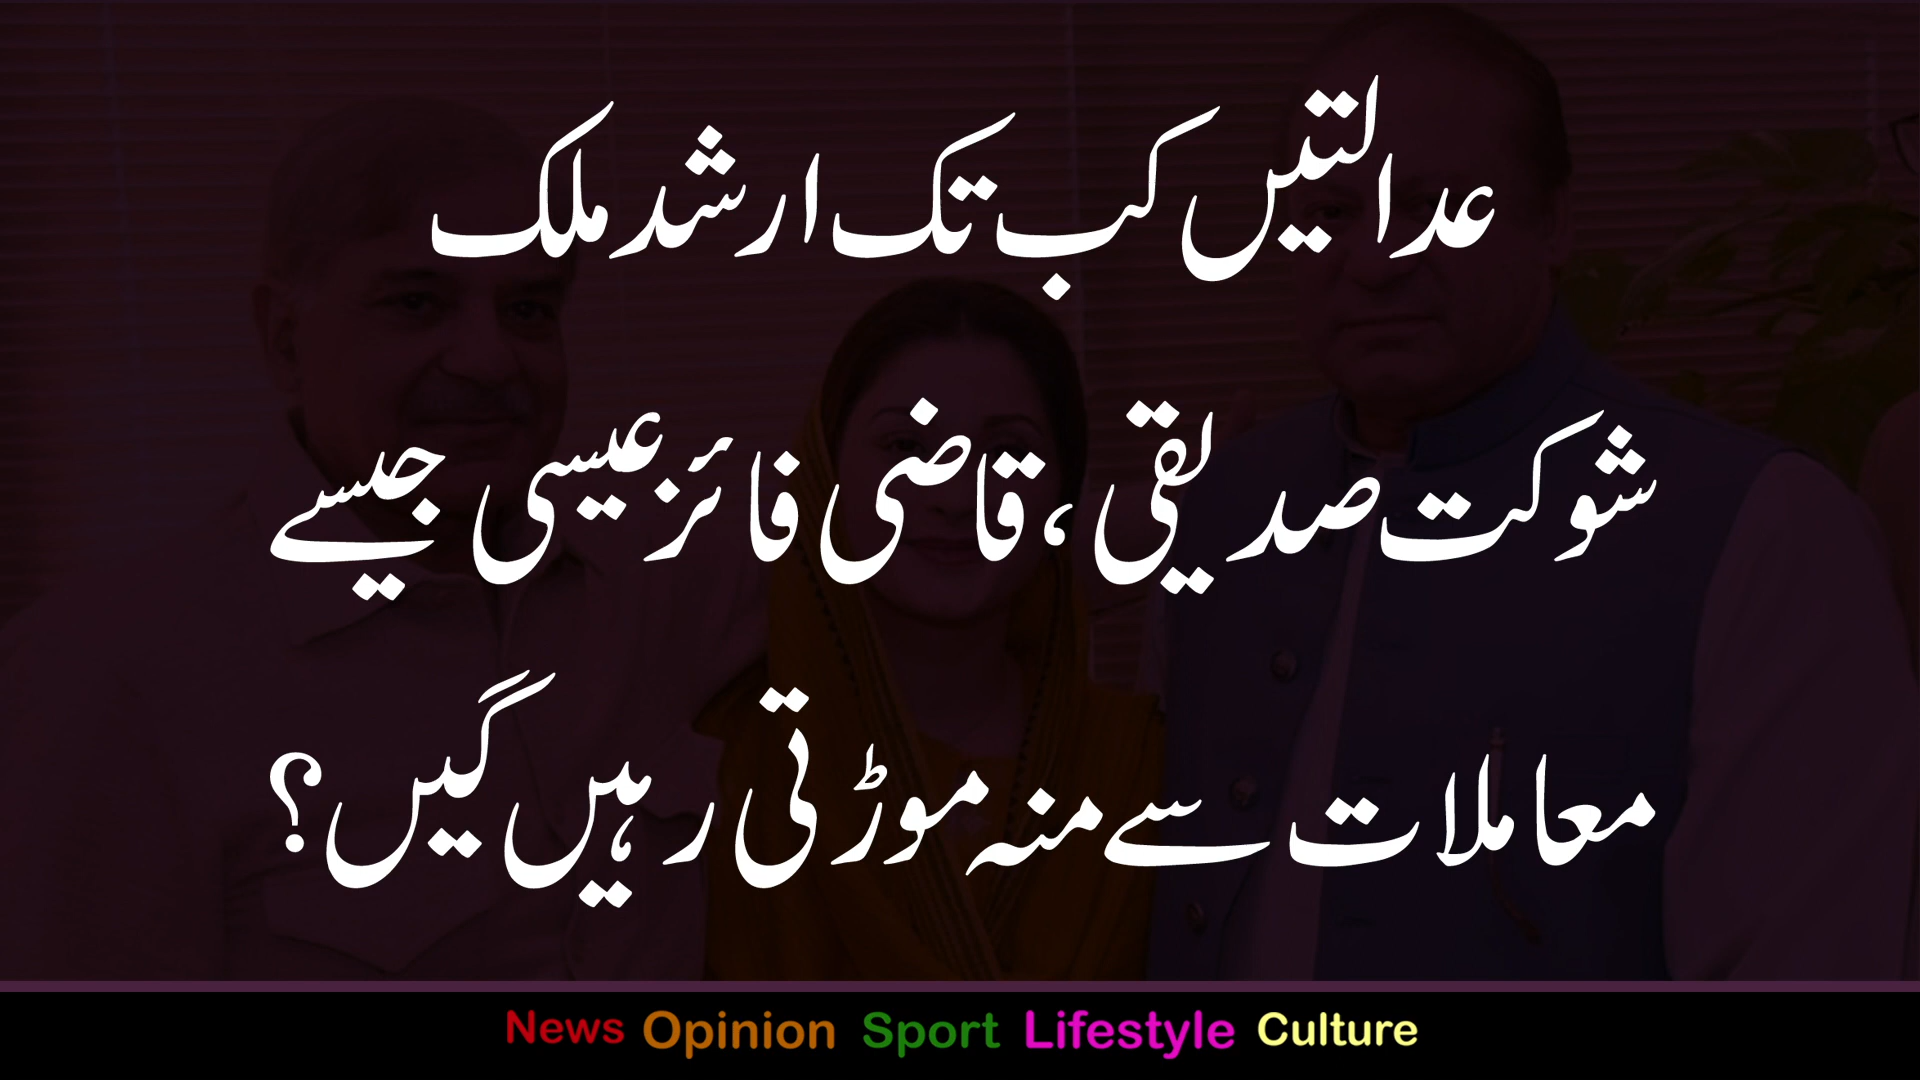 عدالتیں کب تک ارشد ملک
شوکت صدیقی، قاضی فائز عیسی جیسے
معاملات سے منہ موڑتی رہیں گیں؟
News Opinion Sport Lifestyle Culture